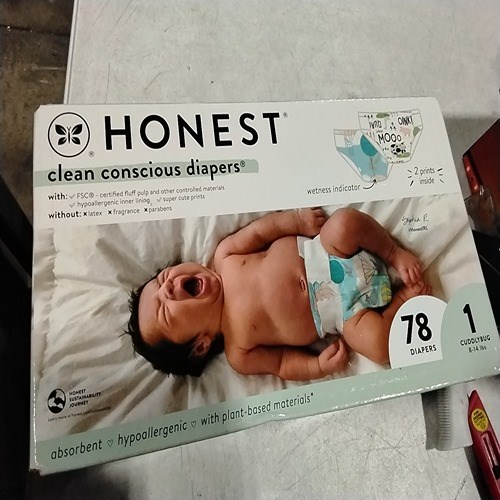 HONEST®
clean conscious diapers®
with: ✓ FSC® - certified fluff pulp and other controlled materials
✓ hypoallergenic inner lining ✓ super cute prints
without: × latex × fragrance × parabens
OINK!
MOOO
wetness indicator
2 prints
inside
78
DIAPERS
1
CUDDLYBUG
8-14 lbs
HONEST
SUSTAINABILITY
JOURNEY
absorbent ♡ hypoallergenic ♡ with plant-based materials*